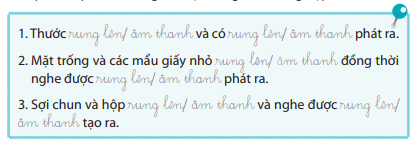 1. Thước rung lên/ âm thanh và có rung lên/ âm thanh phát ra.
2. Mặt trống và các mẩu giấy nhỏ rung lên/ âm thanh đồng thời
nghe được rung lên/ âm thanh phát ra.
3. Sợi chun và hộp rung lên/ âm thanh và nghe được rung lên/
âm thanh tạo ra.